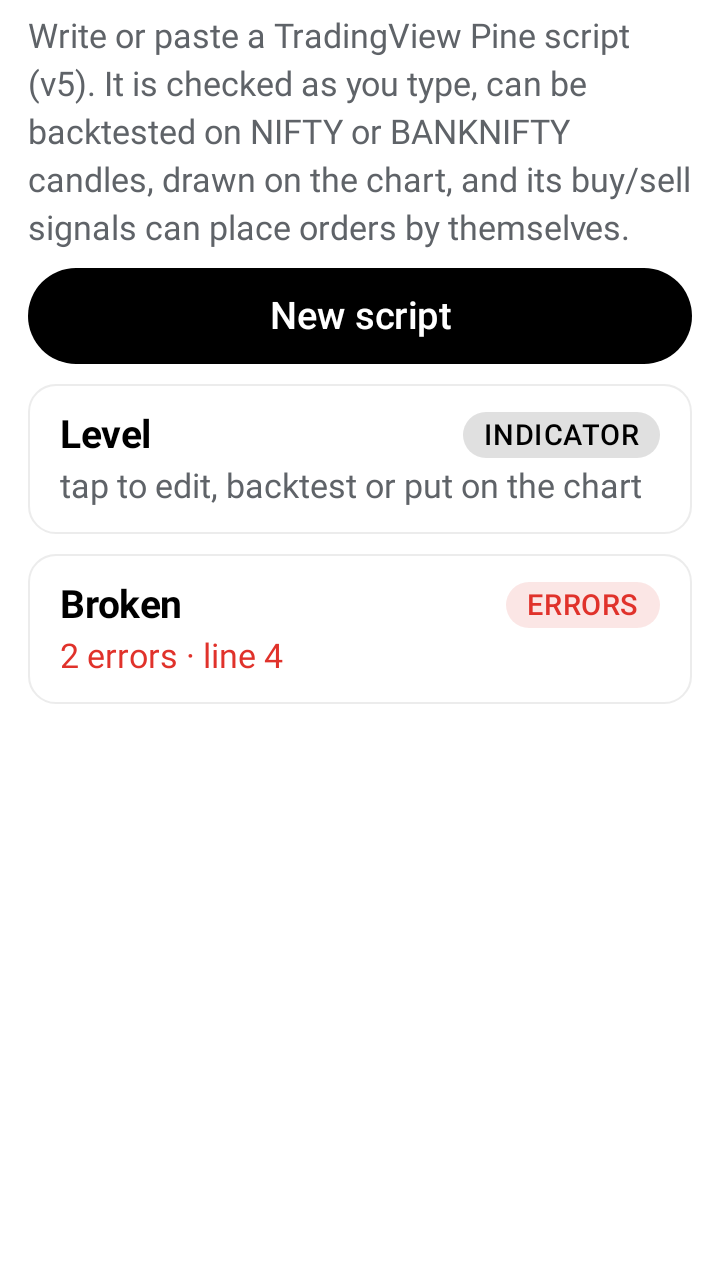 Write or paste a TradingView Pine script
(v5). It is checked as you type, can be
backtested on NIFTY or BANKNIFTY
candles, drawn on the chart, and its buy/sell
signals can place orders by themselves.
New script
Level
INDICATOR
tap to edit, backtest or put on the chart
Broken
ERRORS
2 errors · line 4